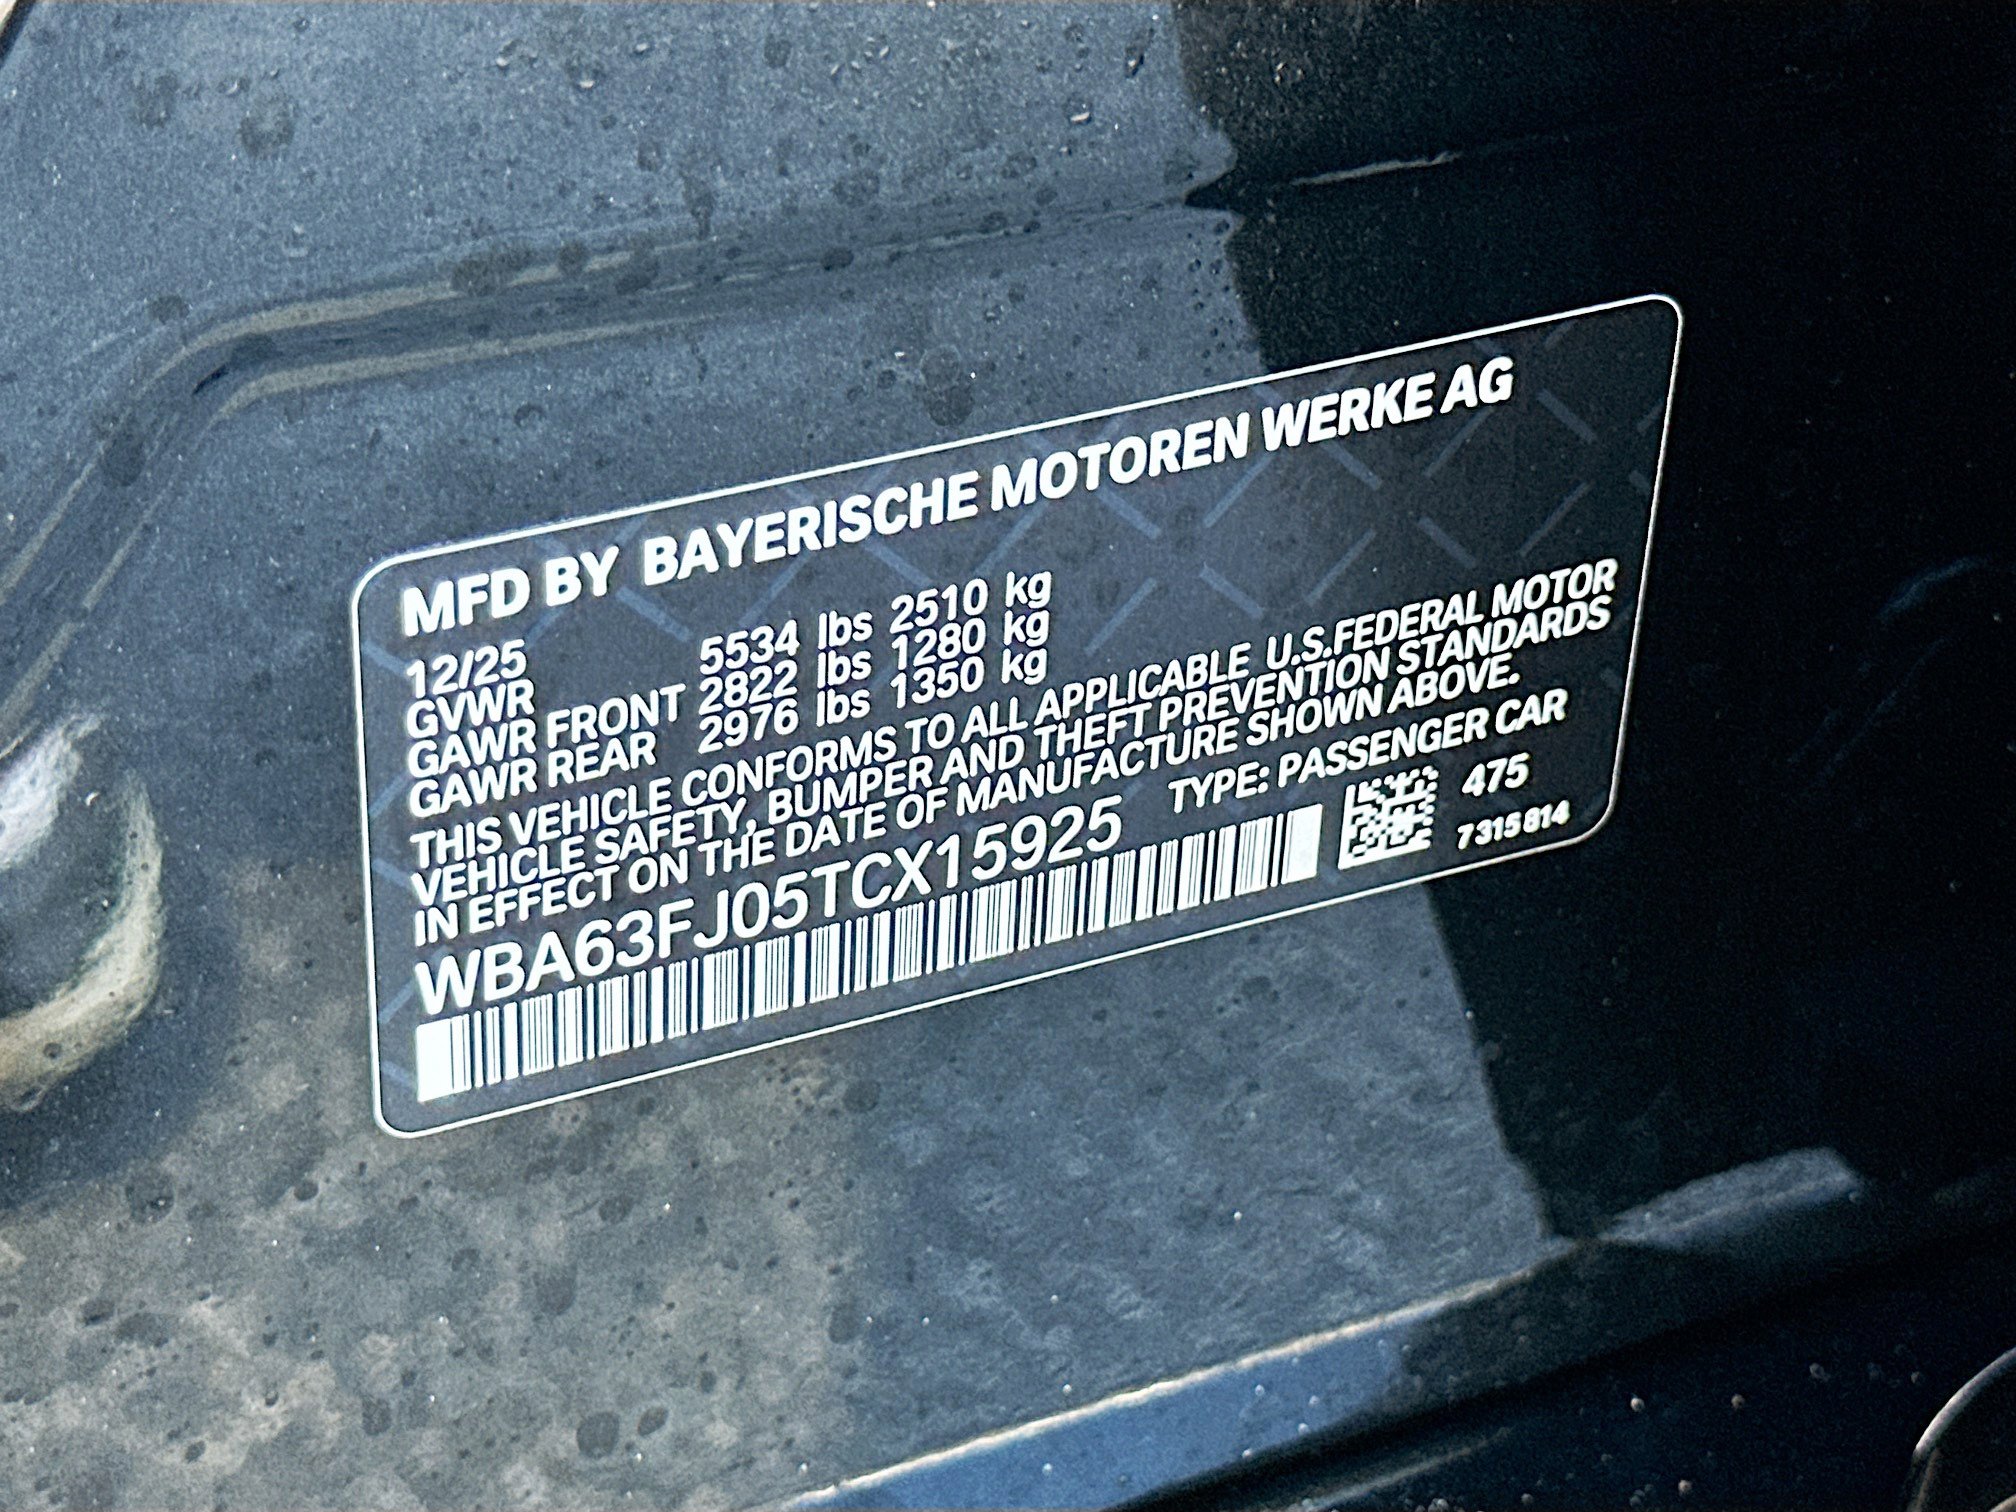 MFD BY BAYERISCHE MOTOREN WERKE AG
12/25
GVWR 5534 lbs 2510 kg
GAWR FRONT 2822 lbs 1280 kg
GAWR REAR 2976 lbs 1350 kg
THIS VEHICLE CONFORMS TO ALL APPLICABLE U.S.FEDERAL MOTOR
VEHICLE SAFETY, BUMPER AND THEFT PREVENTION STANDARDS
IN EFFECT ON THE DATE OF MANUFACTURE SHOWN ABOVE.
WBA63FJ05TCX15925 TYPE: PASSENGER CAR
475
7315814